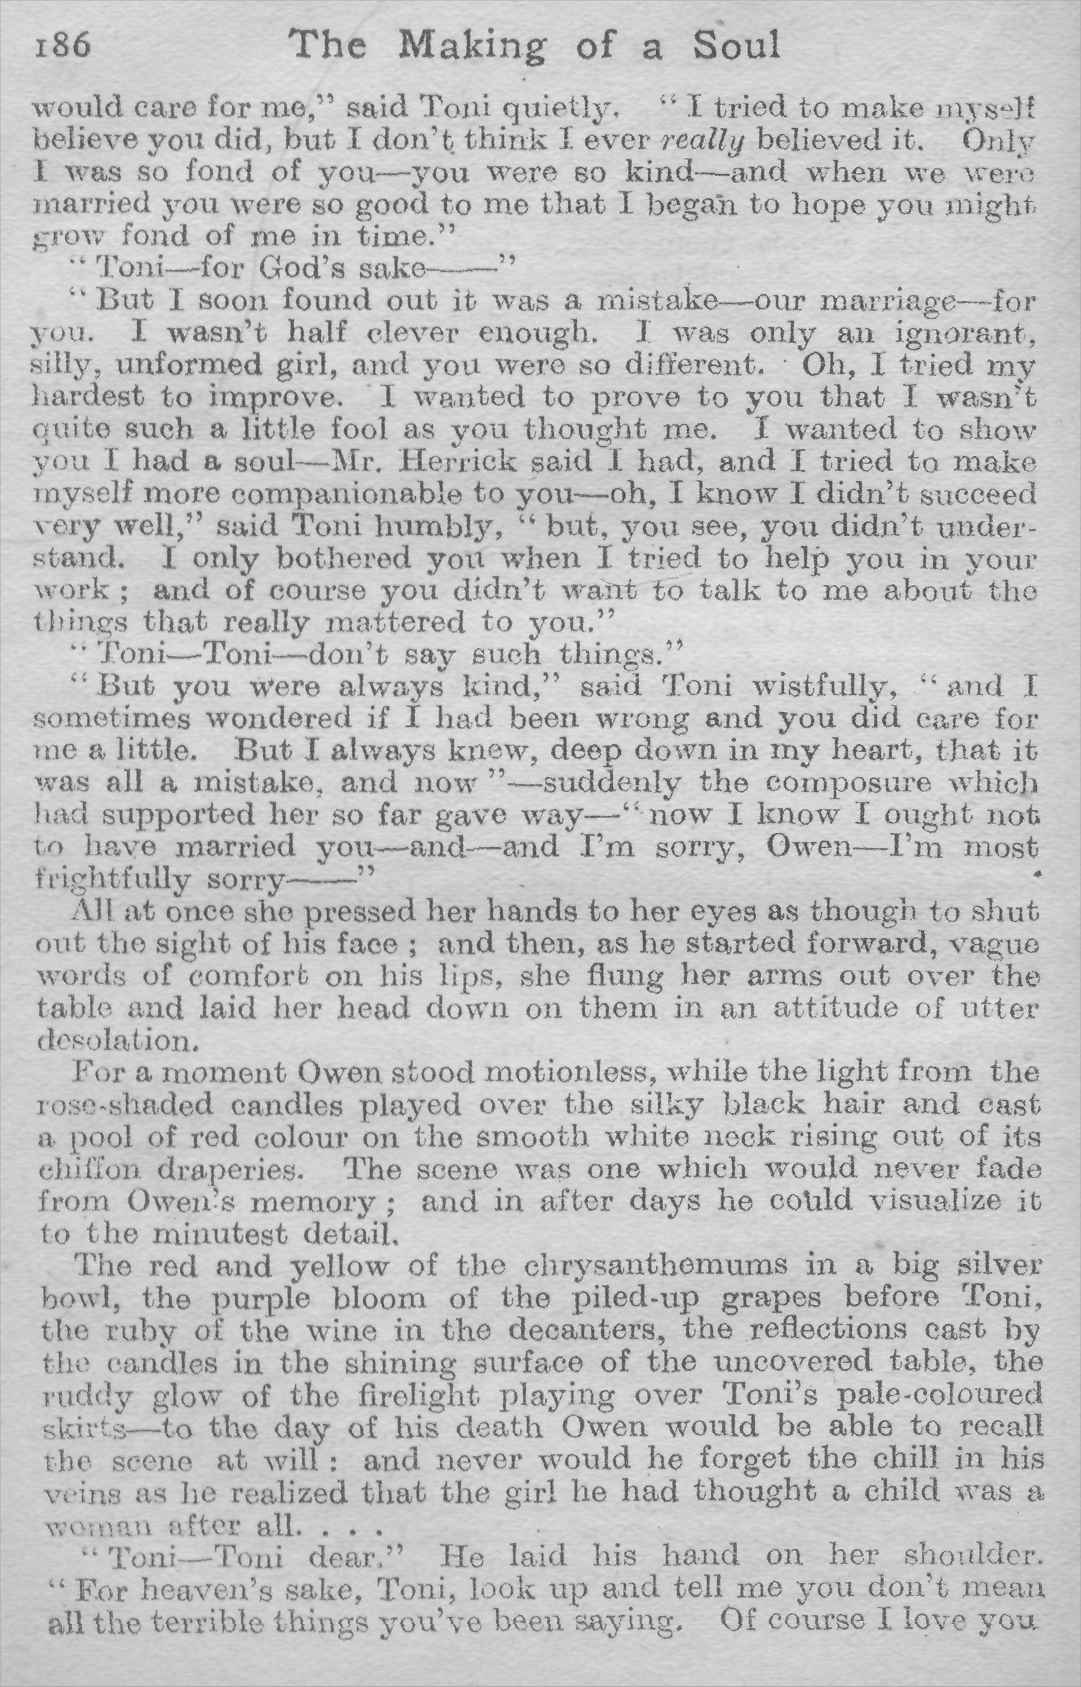 186 The Making of a Soul
would care for me,” said Toni quietly. “ I tried to make myself
believe you did, but I don’t think I ever really believed it. Only
I was so fond of you—you were so kind—and when we were
married you were so good to me that I began to hope you might
grow fond of me in time.”
“ Toni—for God’s sake——”
“ But I soon found out it was a mistake—our marriage—for
you. I wasn’t half clever enough. I was only an ignorant,
silly, unformed girl, and you were so different. Oh, I tried my
hardest to improve. I wanted to prove to you that I wasn’t
quite such a little fool as you thought me. I wanted to show
you I had a soul—Mr. Herrick said I had, and I tried to make
myself more companionable to you—oh, I know I didn’t succeed
very well,” said Toni humbly, “ but, you see, you didn’t under-
stand. I only bothered you when I tried to help you in your
work ; and of course you didn’t want to talk to me about the
things that really mattered to you.”
“ Toni—Toni—don’t say such things.”
“ But you were always kind,” said Toni wistfully, “ and I
sometimes wondered if I had been wrong and you did care for
me a little. But I always knew, deep down in my heart, that it
was all a mistake, and now ”—suddenly the composure which
had supported her so far gave way—“ now I know I ought not
to have married you—and—and I’m sorry, Owen—I’m most
frightfully sorry——”
All at once she pressed her hands to her eyes as though to shut
out the sight of his face ; and then, as he started forward, vague
words of comfort on his lips, she flung her arms out over the
table and laid her head down on them in an attitude of utter
desolation.
For a moment Owen stood motionless, while the light from the
rose-shaded candles played over the silky black hair and cast
a pool of red colour on the smooth white neck rising out of its
chiffon draperies. The scene was one which would never fade
from Owen’s memory ; and in after days he could visualize it
to the minutest detail.
The red and yellow of the chrysanthemums in a big silver
bowl, the purple bloom of the piled-up grapes before Toni,
the ruby of the wine in the decanters, the reflections cast by
the candles in the shining surface of the uncovered table, the
ruddy glow of the firelight playing over Toni’s pale-coloured
skirts—to the day of his death Owen would be able to recall
the scene at will : and never would he forget the chill in his
veins as he realized that the girl he had thought a child was a
woman after all. . . .
“ Toni—Toni dear.” He laid his hand on her shoulder.
“ For heaven’s sake, Toni, look up and tell me you don’t mean
all the terrible things you’ve been saying. Of course I love you